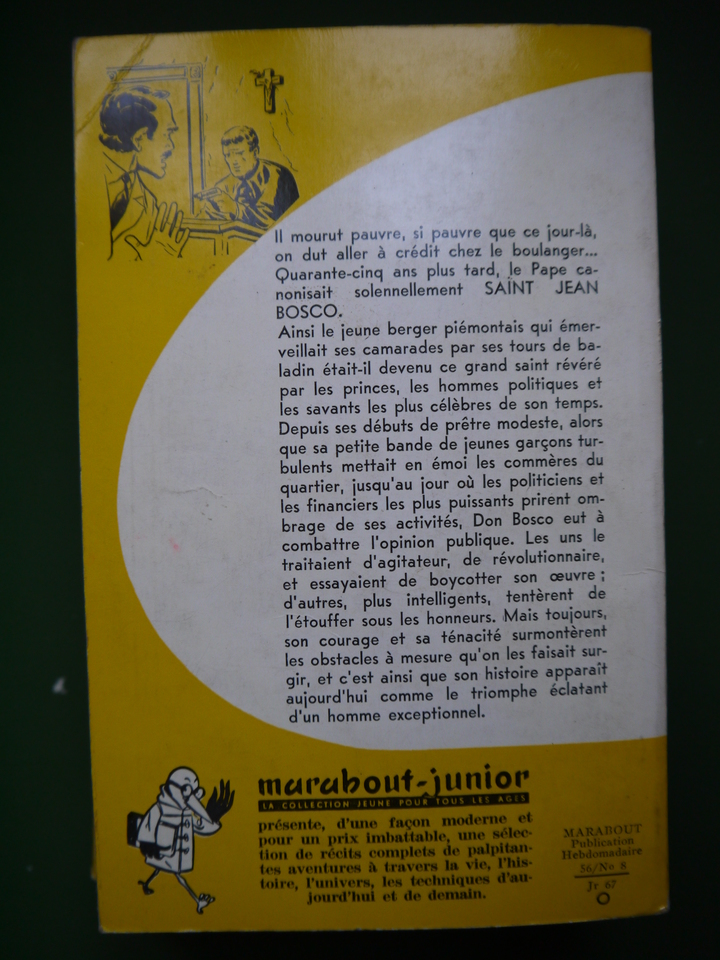 Il mourut pauvre, si pauvre que ce jour-là,
on dut aller à crédit chez le boulanger...
Quarante-cinq ans plus tard, le Pape ca-
nonisait solennellement SAINT JEAN
BOSCO.
Ainsi le jeune berger piémontais qui émer-
veillait ses camarades par ses tours de ba-
ladin était-il devenu ce grand saint révéré
par les princes, les hommes politiques et
les savants les plus célèbres de son temps.
Depuis ses débuts de prêtre modeste, alors
que sa petite bande de jeunes garçons tur-
bulents mettait en émoi les commères du
quartier, jusqu'au jour où les politiciens et
les financiers les plus puissants prirent om-
brage de ses activités, Don Bosco eut à
combattre l'opinion publique. Les uns le
traitaient d'agitateur, de révolutionnaire,
et essayaient de boycotter son œuvre ;
d'autres, plus intelligents, tentèrent de
l'étouffer sous les honneurs. Mais toujours,
son courage et sa ténacité surmontèrent
les obstacles à mesure qu'on les faisait sur-
gir, et c'est ainsi que son histoire apparaît
aujourd'hui comme le triomphe éclatant
d'un homme exceptionnel.
marabout-junior
LA COLLECTION JEUNE POUR TOUS LES AGES
présente, d'une façon moderne et
pour un prix imbattable, une sélec-
tion de récits complets de palpitan-
tes aventures à travers la vie, l'his-
toire, l'univers, les techniques d'au-
jourd'hui et de demain.
MARABOUT
Publication
Hebdomadaire
56/No 8
Jr 67